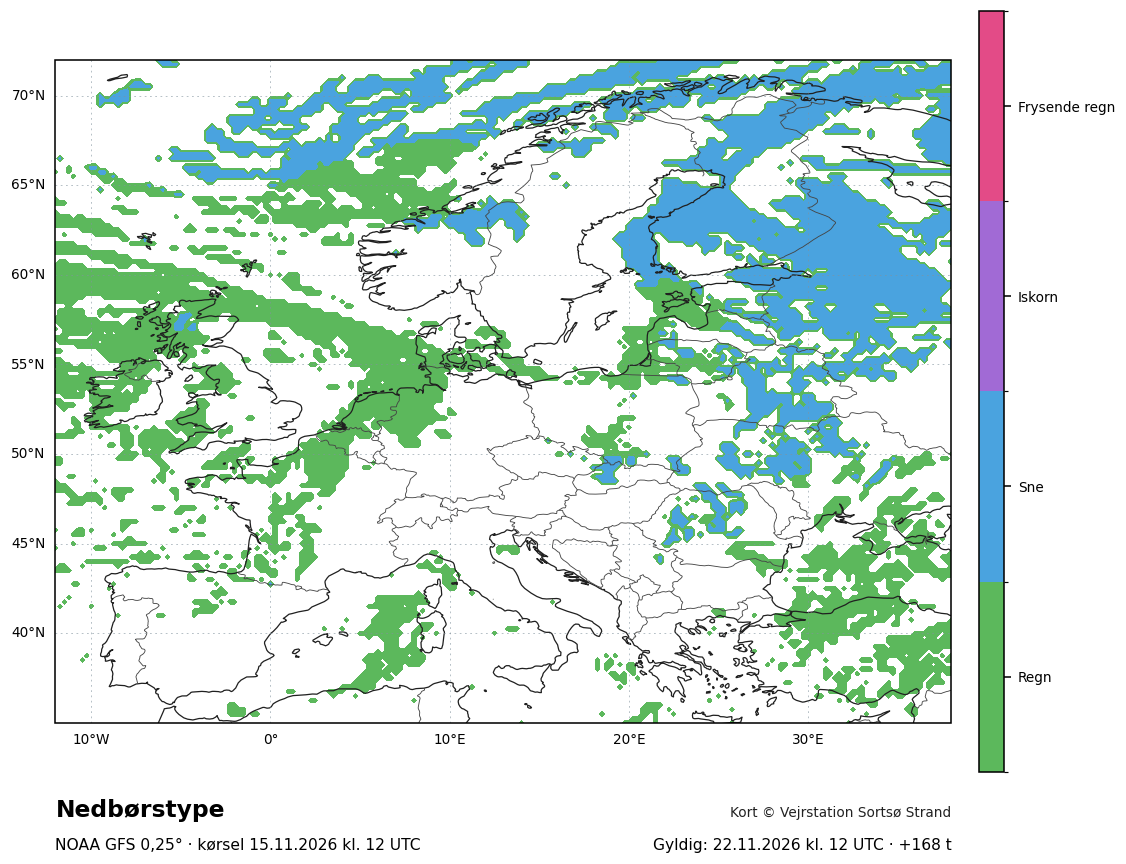 Frysende regn
Iskorn
Sne
Regn
70°N
65°N
60°N
55°N
50°N
45°N
40°N
10°W
0°
10°E
20°E
30°E
Nedbørstype
Kort © Vejrstation Sortsø Strand
NOAA GFS 0,25° · kørsel 15.11.2026 kl. 12 UTC
Gyldig: 22.11.2026 kl. 12 UTC · +168 t